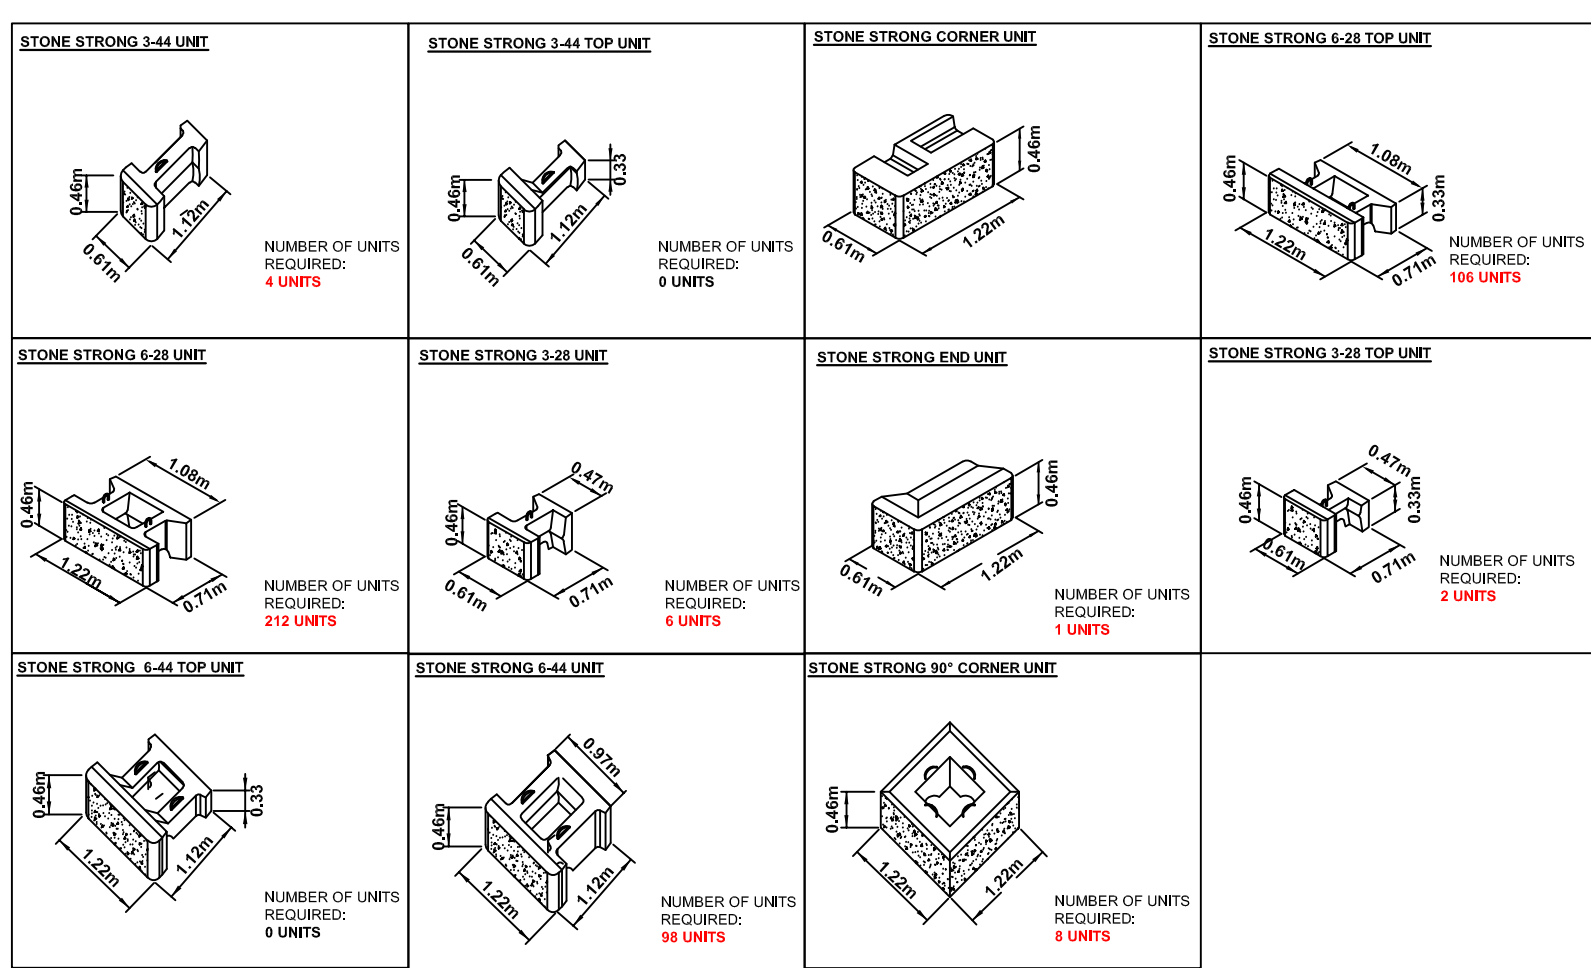 STONE STRONG 3-44 UNIT
0.46m
0.61m
1.12m
NUMBER OF UNITS
REQUIRED:
4 UNITS
STONE STRONG 3-44 TOP UNIT
0.46m
0.61m
1.12m
0.33
NUMBER OF UNITS
REQUIRED:
0 UNITS
STONE STRONG CORNER UNIT
0.46m
0.61m
1.22m
STONE STRONG 6-28 TOP UNIT
1.08m
0.46m
0.33m
1.22m
0.71m
NUMBER OF UNITS
REQUIRED:
106 UNITS
STONE STRONG 6-28 UNIT
1.08m
0.46m
1.22m
0.71m
NUMBER OF UNITS
REQUIRED:
212 UNITS
STONE STRONG 3-28 UNIT
0.47m
0.46m
0.61m
0.71m
NUMBER OF UNITS
REQUIRED:
6 UNITS
STONE STRONG END UNIT
0.46m
0.61m
1.22m
NUMBER OF UNITS
REQUIRED:
1 UNITS
STONE STRONG 3-28 TOP UNIT
0.47m
0.46m
0.33m
0.61m
0.71m
NUMBER OF UNITS
REQUIRED:
2 UNITS
STONE STRONG 6-44 TOP UNIT
0.46m
0.33
1.22m
1.12m
NUMBER OF UNITS
REQUIRED:
0 UNITS
STONE STRONG 6-44 UNIT
0.97m
0.46m
1.22m
1.12m
NUMBER OF UNITS
REQUIRED:
98 UNITS
STONE STRONG 90° CORNER UNIT
0.46m
1.22m
1.22m
NUMBER OF UNITS
REQUIRED:
8 UNITS